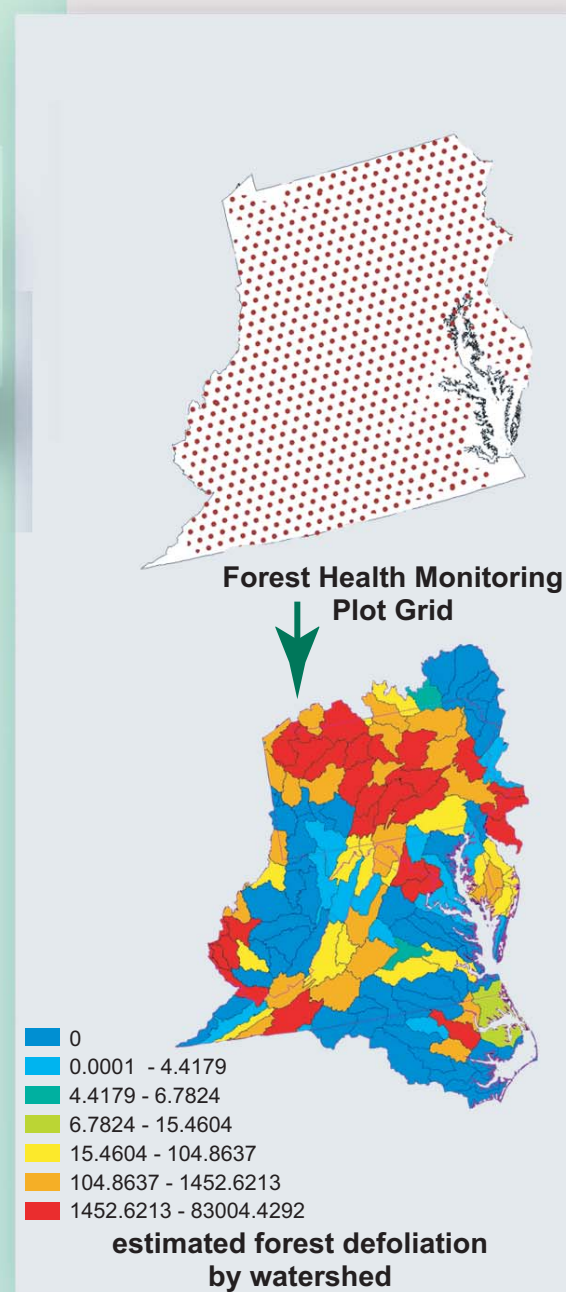 Forest Health Monitoring
Plot Grid
0
0.0001 - 4.4179
4.4179 - 6.7824
6.7824 - 15.4604
15.4604 - 104.8637
104.8637 - 1452.6213
1452.6213 - 83004.4292
estimated forest defoliation
by watershed